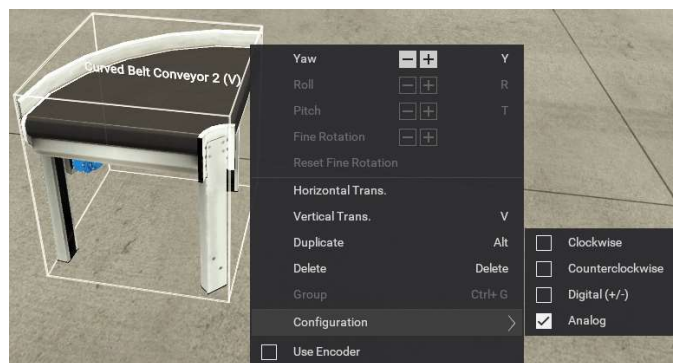 Curved Belt Conveyor 2 (V)
Yaw - + Y
Roll - + R
Pitch - + T
Fine Rotation - +
Reset Fine Rotation
Horizontal Trans.
Vertical Trans. V
Duplicate Alt
Delete Delete
Group Ctrl+ G
Configuration >
Use Encoder
Clockwise
Counterclockwise
Digital (+/-)
Analog